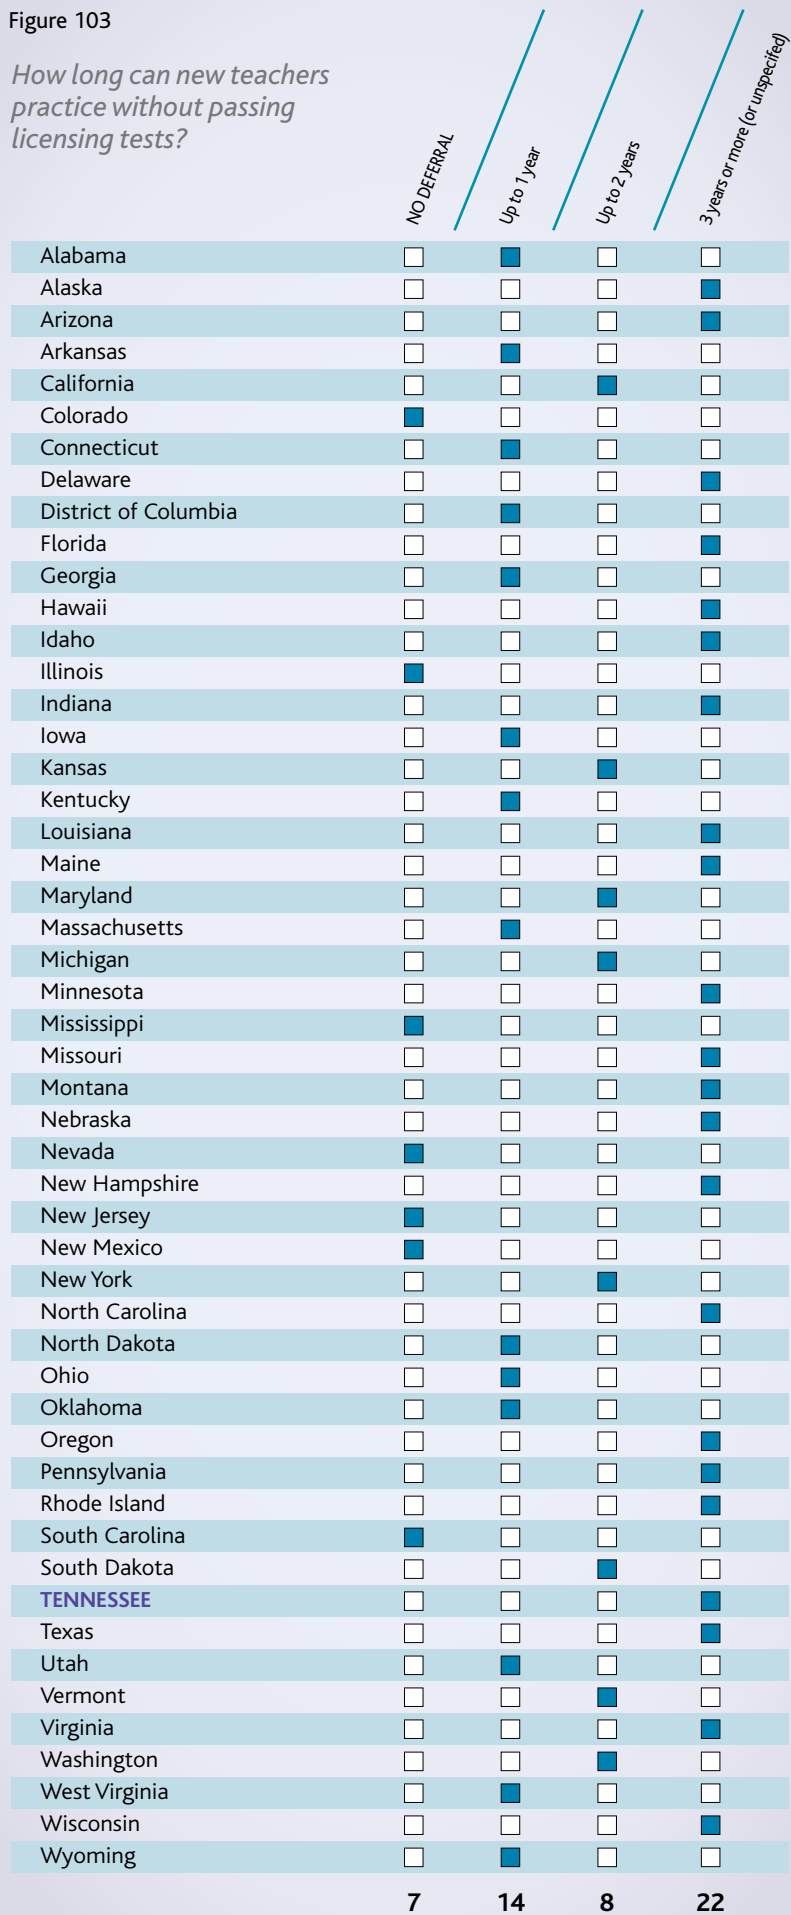 Figure 103
How long can new teachers
practice without passing
licensing tests?
NO DEFERRAL
Up to 1 year
Up to 2 years
3 years or more (or unspecifed)
Alabama
Alaska
Arizona
Arkansas
California
Colorado
Connecticut
Delaware
District of Columbia
Florida
Georgia
Hawaii
Idaho
Illinois
Indiana
Iowa
Kansas
Kentucky
Louisiana
Maine
Maryland
Massachusetts
Michigan
Minnesota
Mississippi
Missouri
Montana
Nebraska
Nevada
New Hampshire
New Jersey
New Mexico
New York
North Carolina
North Dakota
Ohio
Oklahoma
Oregon
Pennsylvania
Rhode Island
South Carolina
South Dakota
TENNESSEE
Texas
Utah
Vermont
Virginia
Washington
West Virginia
Wisconsin
Wyoming
7 14 8 22